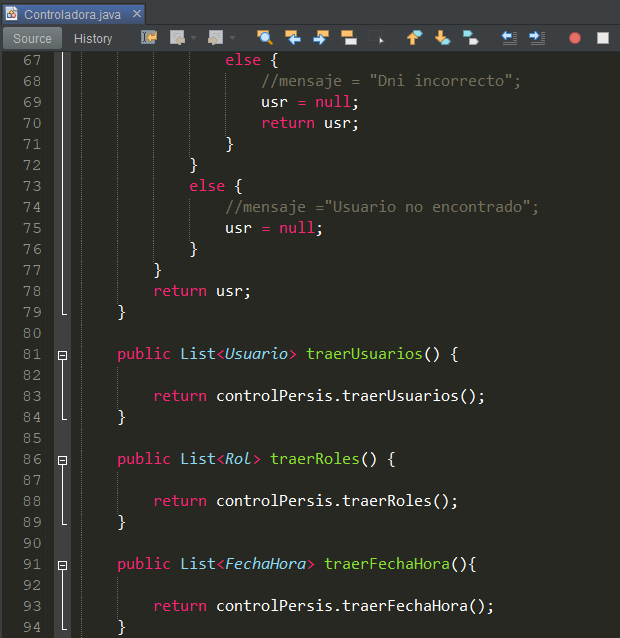 Controladora.java
Source History
67 else {
68 //mensaje = "Dni incorrecto";
69 usr = null;
70 return usr;
71 }
72 }
73 else {
74 //mensaje ="Usuario no encontrado";
75 usr = null;
76 }
77 }
78 return usr;
79 }
80
81 public List<Usuario> traerUsuarios() {
82
83 return controlPersis.traerUsuarios();
84 }
85
86 public List<Rol> traerRoles() {
87
88 return controlPersis.traerRoles();
89 }
90
91 public List<FechaHora> traerFechaHora(){
92
93 return controlPersis.traerFechaHora();
94 }